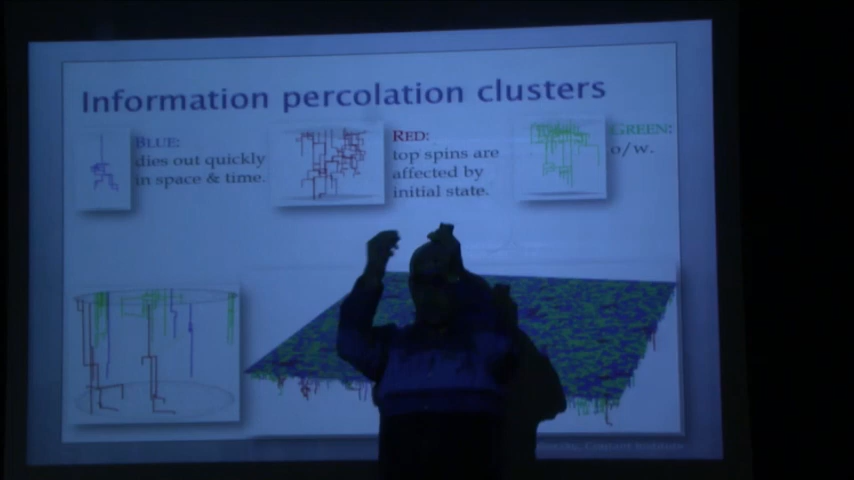 Information percolation clusters
BLUE:
dies out quickly
in space & time.
RED:
top spins are
affected by
initial state.
GREEN:
o/w.